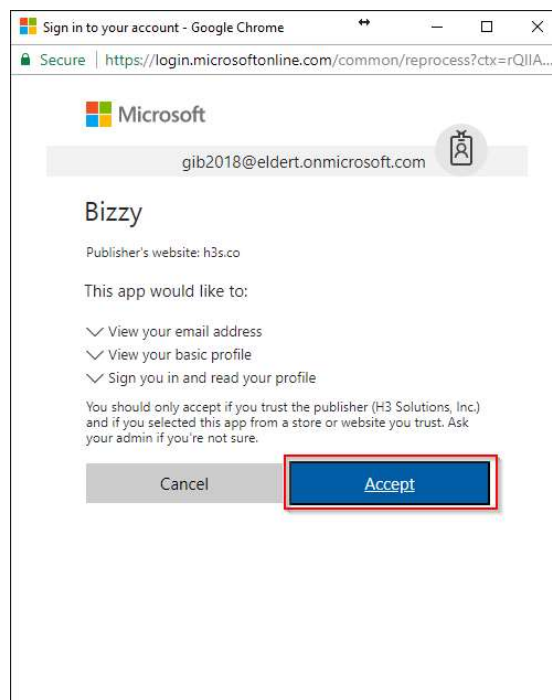 Sign in to your account - Google Chrome
Secure | https://login.microsoftonline.com/common/reprocess?ctx=rQIIA...
Microsoft
gib2018@eldert.onmicrosoft.com
Bizzy
Publisher's website: h3s.co
This app would like to:
View your email address
View your basic profile
Sign you in and read your profile
You should only accept if you trust the publisher (H3 Solutions, Inc.)
and if you selected this app from a store or website you trust. Ask
your admin if you're not sure.
Cancel
Accept